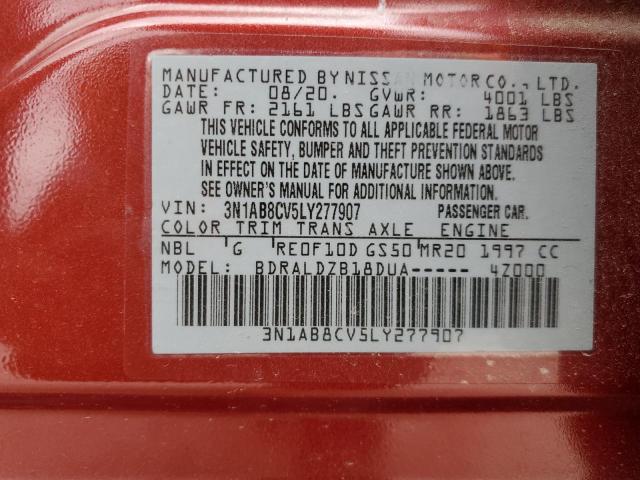 MANUFACTURED BY NISSAN MOTOR CO., LTD.
DATE: 08/20. GVWR: 4001 LBS
GAWR FR: 2161 LBS GAWR RR: 1863 LBS
THIS VEHICLE CONFORMS TO ALL APPLICABLE FEDERAL MOTOR
VEHICLE SAFETY, BUMPER AND THEFT PREVENTION STANDARDS
IN EFFECT ON THE DATE OF MANUFACTURE SHOWN ABOVE.
SEE OWNER'S MANUAL FOR ADDITIONAL INFORMATION.
VIN: 3N1AB8CV5LY277907 PASSENGER CAR.
COLOR TRIM TRANS AXLE ENGINE
NBL G RE0F10D GS50 MR20 1997 CC
MODEL: BDRALDZB18DUA----- 4Z000
3N1AB8CV5LY277907